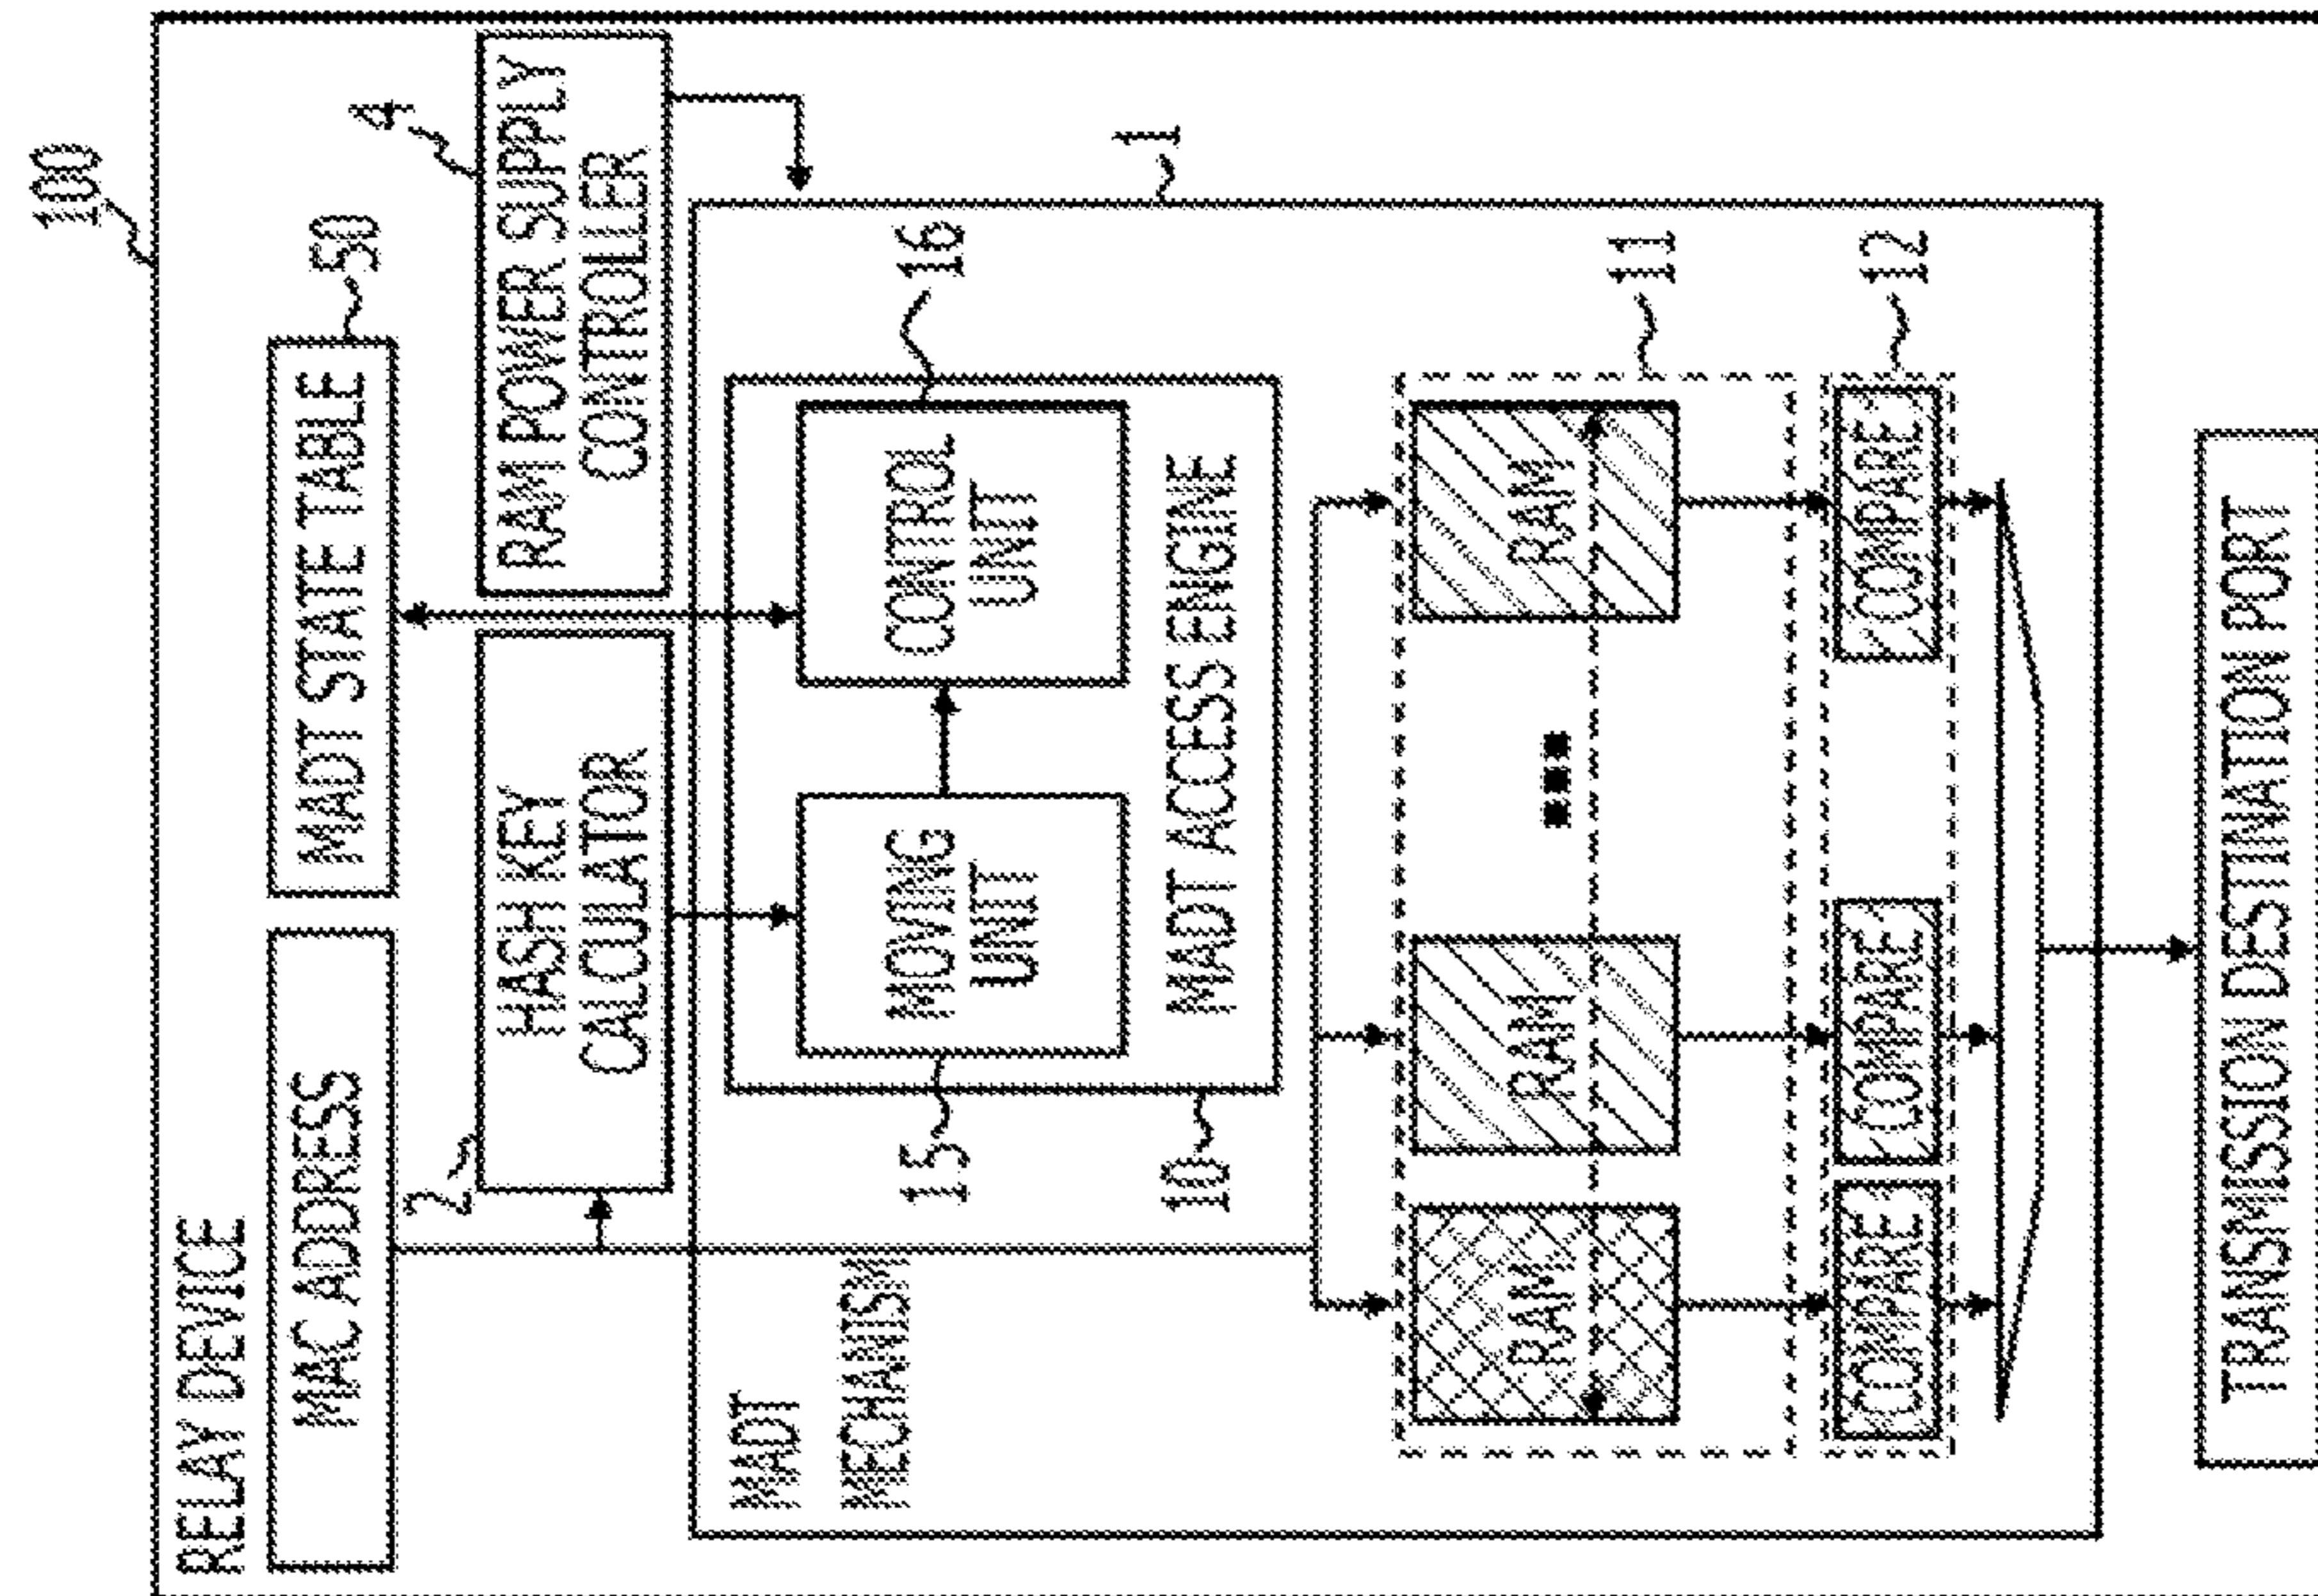 100
RELAY DEVICE
MAC ADDRESS
MADT STATE TABLE
50
2
HASH KEY
CALCULATOR
RAM POWER SUPPLY
CONTROLLER
4
MADT
MECHANISM
1
15
MOVING
UNIT
CONTROL
UNIT
16
10
MADT ACCESS ENGINE
RAM
RAM
RAM
11
COMPARE
COMPARE
COMPARE
12
TRANSMISSION DESTINATION PORT